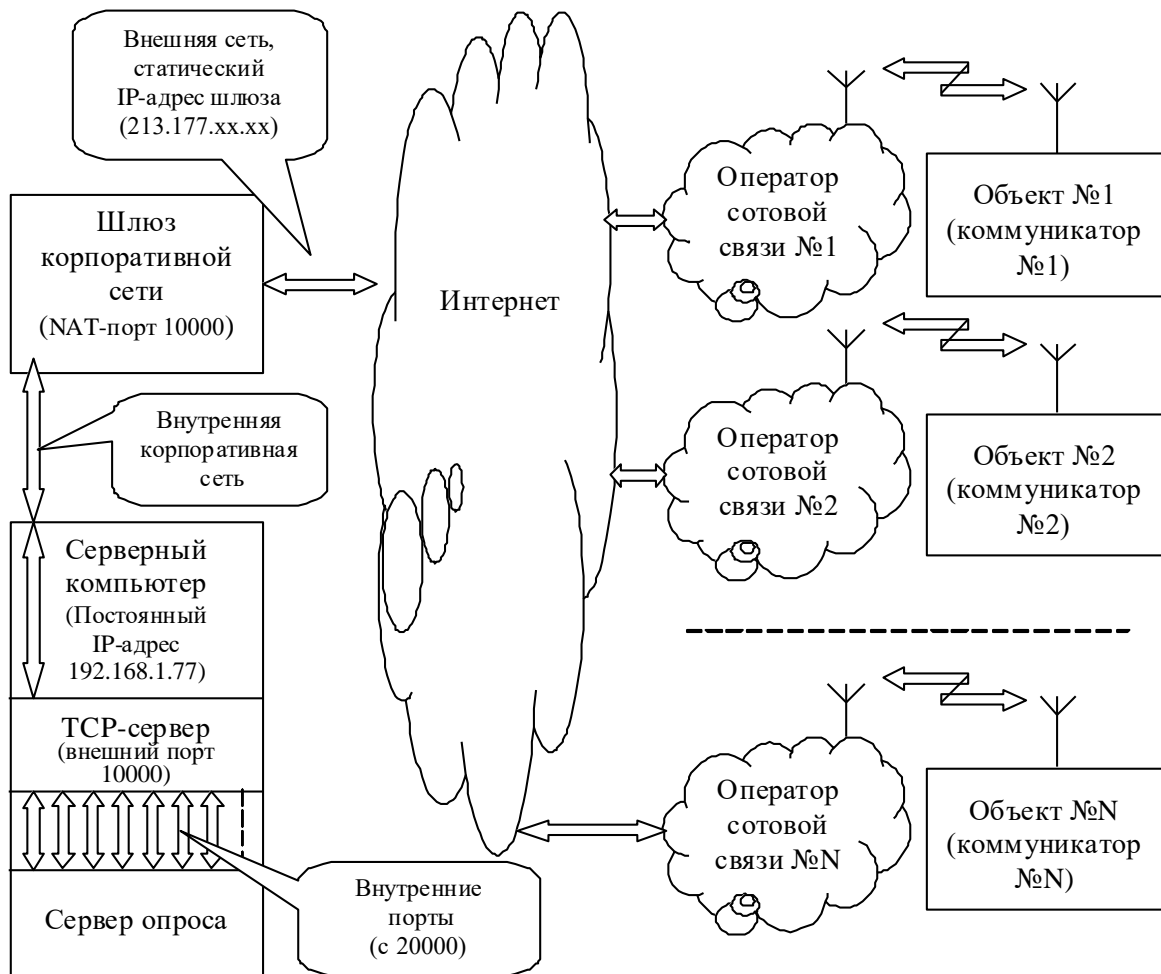 Внешняя сеть,
статический
IP-адрес шлюза
(213.177.xx.xx)
Шлюз
корпоративной
сети
(NAT-порт 10000)
Внутренняя
корпоративная
сеть
Серверный
компьютер
(Постоянный
IP-адрес
192.168.1.77)
TCP-сервер
(внешний порт
10000)
Внутренние
порты
(с 20000)
Сервер опроса
Интернет
Оператор
сотовой
связи №1
Объект №1
(коммуникатор
№1)
Оператор
сотовой
связи №2
Объект №2
(коммуникатор
№2)
Оператор
сотовой
связи №N
Объект №N
(коммуникатор
№N)